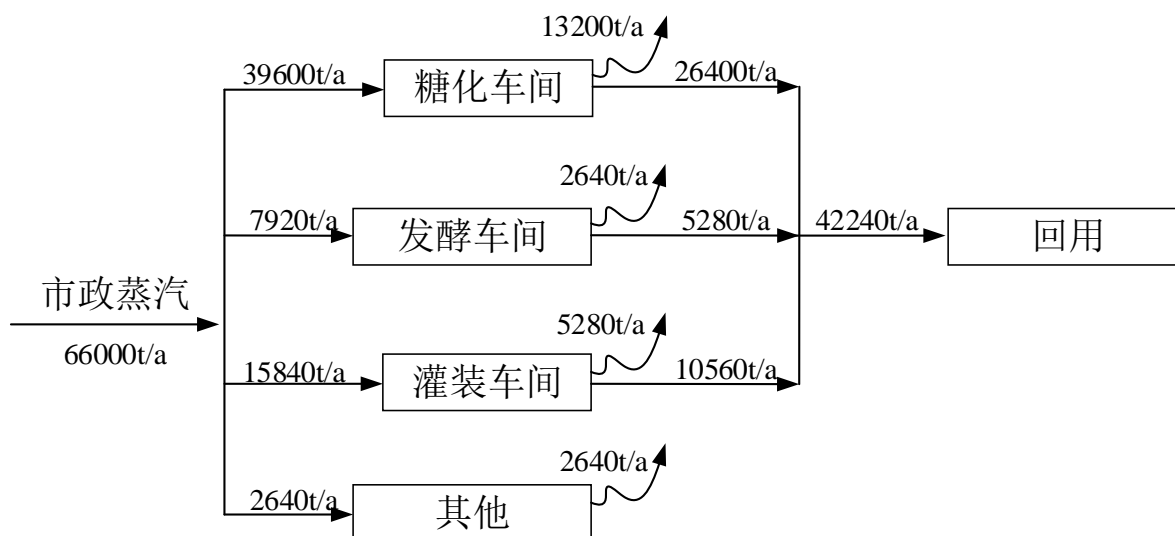 13200t/a
39600t/a
糖化车间
26400t/a
2640t/a
7920t/a
发酵车间
5280t/a
42240t/a
回用
市政蒸汽
66000t/a
5280t/a
15840t/a
灌装车间
10560t/a
2640t/a
2640t/a
其他